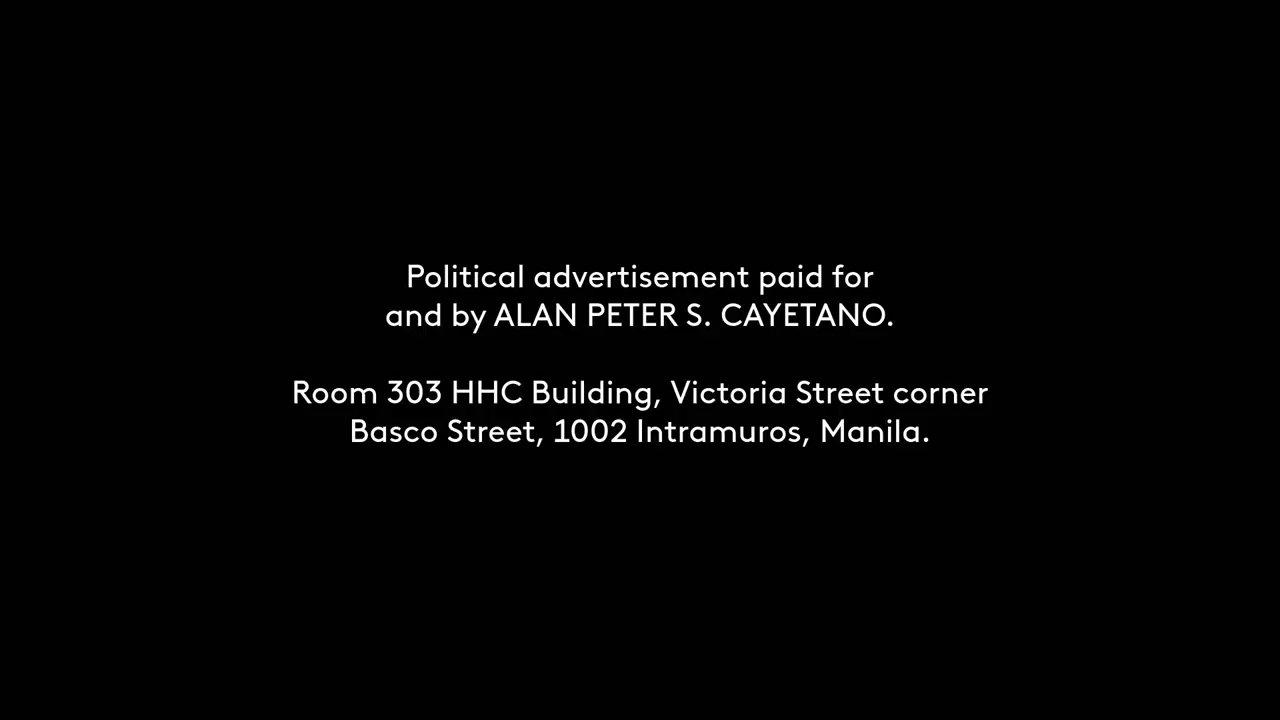 Political advertisement paid for
and by ALAN PETER S. CAYETANO.
Room 303 HHC Building, Victoria Street corner
Basco Street, 1002 Intramuros, Manila.